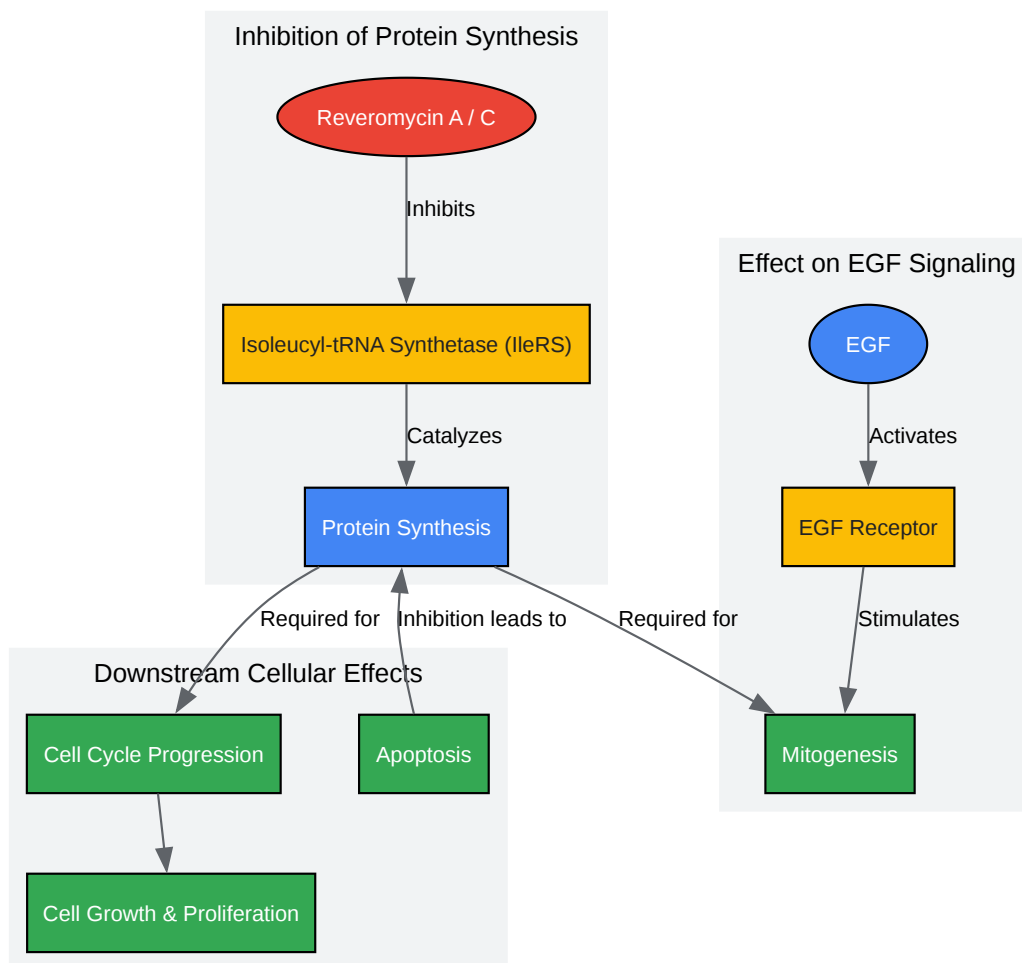 Inhibition of Protein Synthesis
Reveromycin A / C
Inhibits
Effect on EGF Signaling
Isoleucyl-tRNA Synthetase (IleRS)
EGF
Catalyzes
Activates
Protein Synthesis
EGF Receptor
Required for
Inhibition leads to
Required for
Stimulates
Downstream Cellular Effects
Cell Cycle Progression
Apoptosis
Mitogenesis
Cell Growth & Proliferation